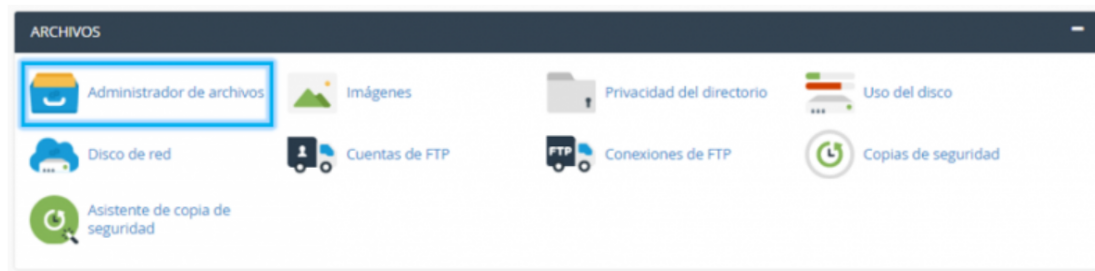 ARCHIVOS
Administrador de archivos
Imágenes
Privacidad del directorio
Uso del disco
Disco de red
Cuentas de FTP
FTP
Conexiones de FTP
Copias de seguridad
Asistente de copia de
seguridad